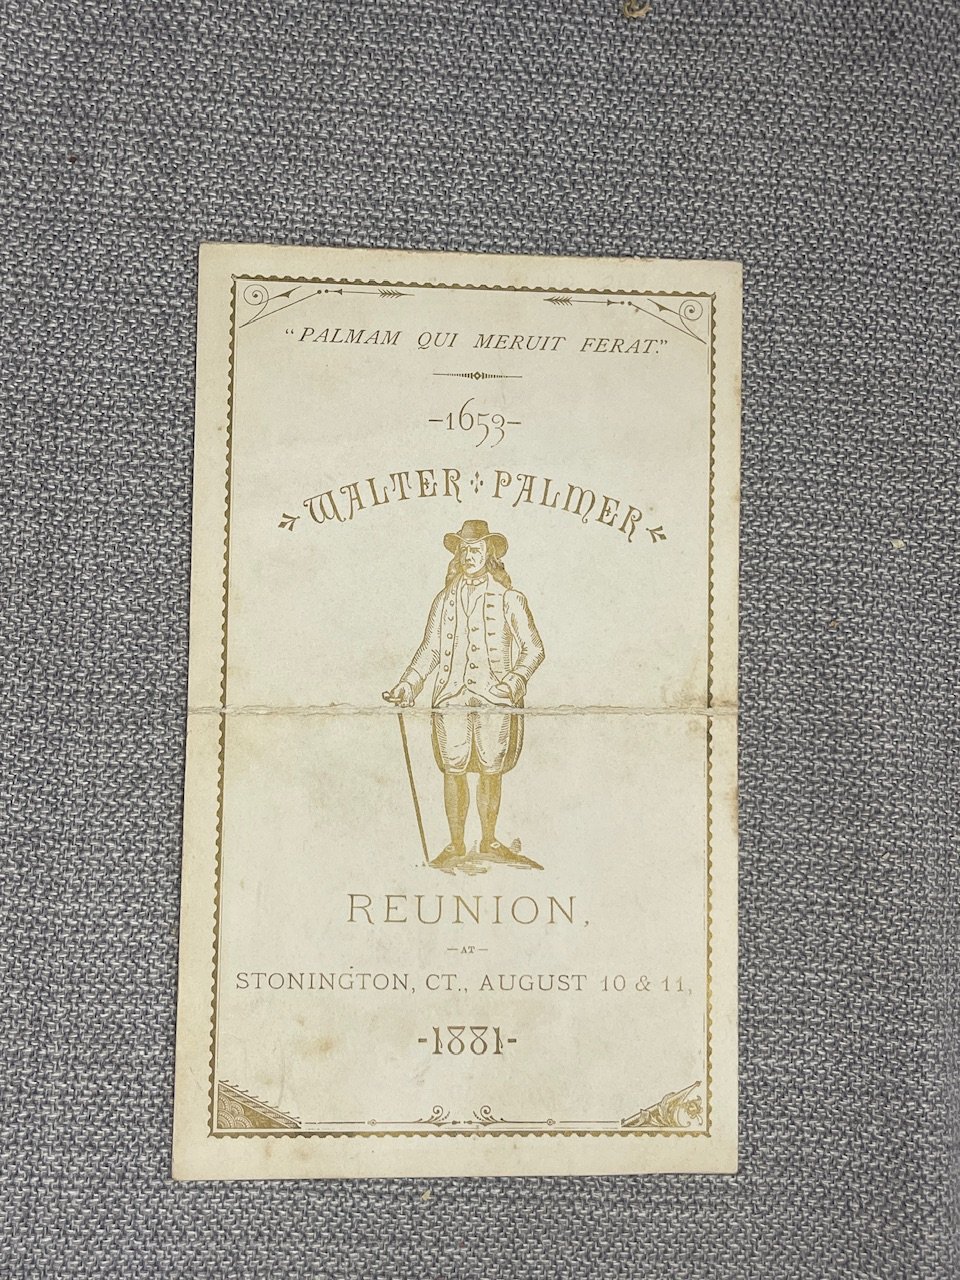 "PALMAM QUI MERUIT FERAT."
-1653-
WALTER PALMER
REUNION,
-AT-
STONINGTON, CT., AUGUST 10 & 11,
-1881-